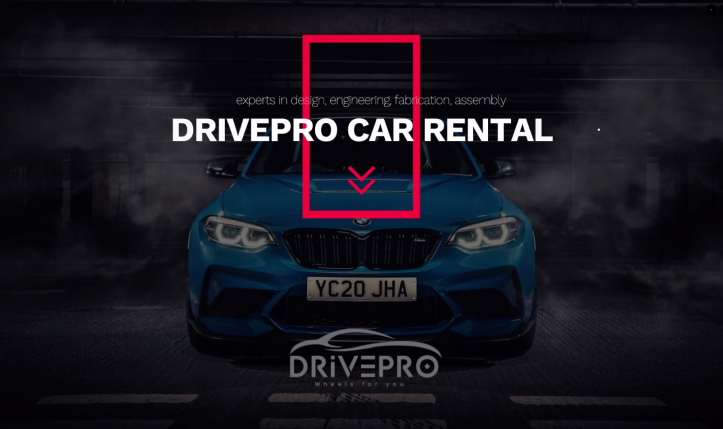 experts in design, engineering, fabrication, assembly
DRIVEPRO CAR RENTAL
YC20 JHA
DRIVEPRO
Wheels for you